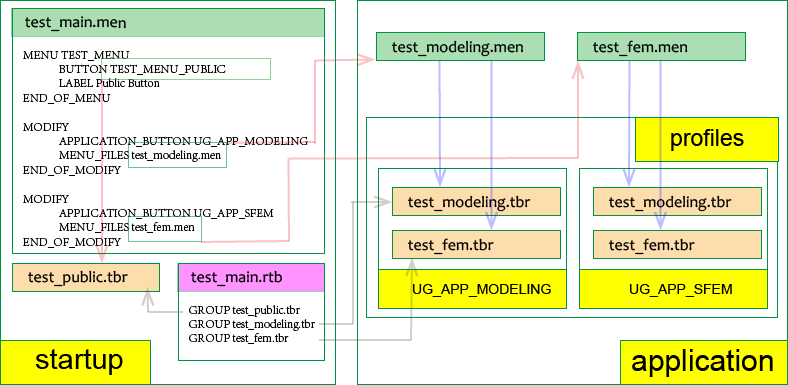 test_main.men
MENU TEST_MENU
BUTTON TEST_MENU_PUBLIC
LABEL Public Button
END_OF_MENU
MODIFY
APPLICATION_BUTTON UG_APP_MODELING
MENU_FILES test_modeling.men
END_OF_MODIFY
MODIFY
APPLICATION_BUTTON UG_APP_SFEM
MENU_FILES test_fem.men
END_OF_MODIFY
test_public.tbr
test_main.rtb
GROUP test_public.tbr
GROUP test_modeling.tbr
GROUP test_fem.tbr
startup
test_modeling.men
test_fem.men
profiles
test_modeling.tbr
test_fem.tbr
UG_APP_MODELING
test_modeling.tbr
test_fem.tbr
UG_APP_SFEM
application